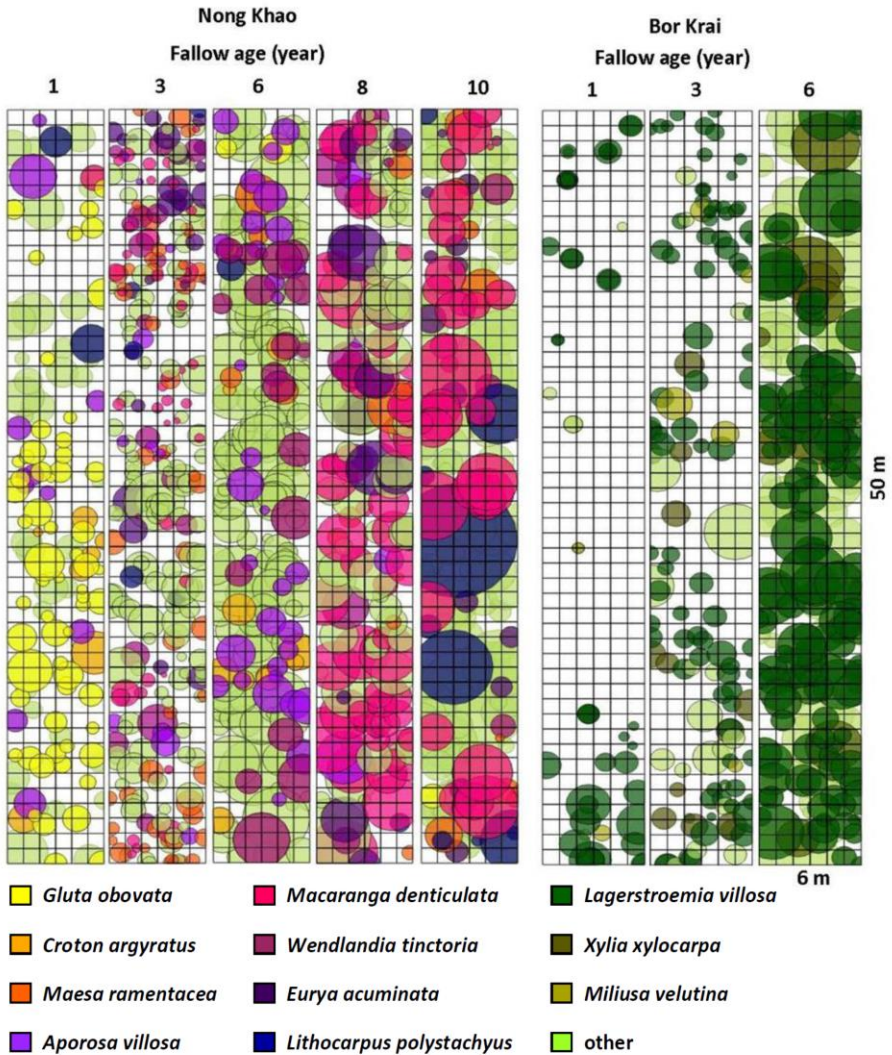 Nong Khao
Fallow age (year)
1 3 6 8 10
Bor Krai
Fallow age (year)
1 3 6
50 m
6 m
Gluta obovata
Croton argyratus
Maesa ramentacea
Aporosa villosa
Macaranga denticulata
Wendlandia tinctoria
Eurya acuminata
Lithocarpus polystachyus
Lagerstroemia villosa
Xylia xylocarpa
Miliusa velutina
other